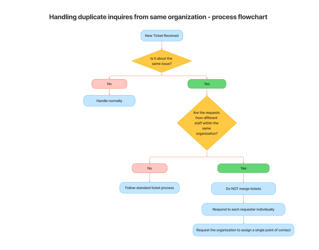 Handling duplicate inquires from same organization - process flowchart
New Ticket Received
Is it about the
same issue?
No
Yes
Handle normally
Are the requests
from different
staff within the
same
organization?
No
Yes
Follow standard ticket process
Do NOT merge tickets
Respond to each requester individually
Request the organization to assign a single point of contact